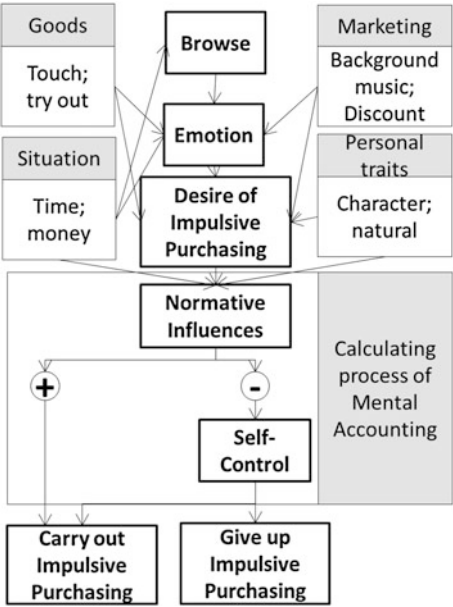 Goods
Touch;
try out
Browse
Marketing
Background
music;
Discount
Emotion
Situation
Time;
money
Desire of
Impulsive
Purchasing
Personal
traits
Character;
natural
Normative
Influences
Calculating
process of
Mental
Accounting
+
-
Self-
Control
Carry out
Impulsive
Purchasing
Give up
Impulsive
Purchasing